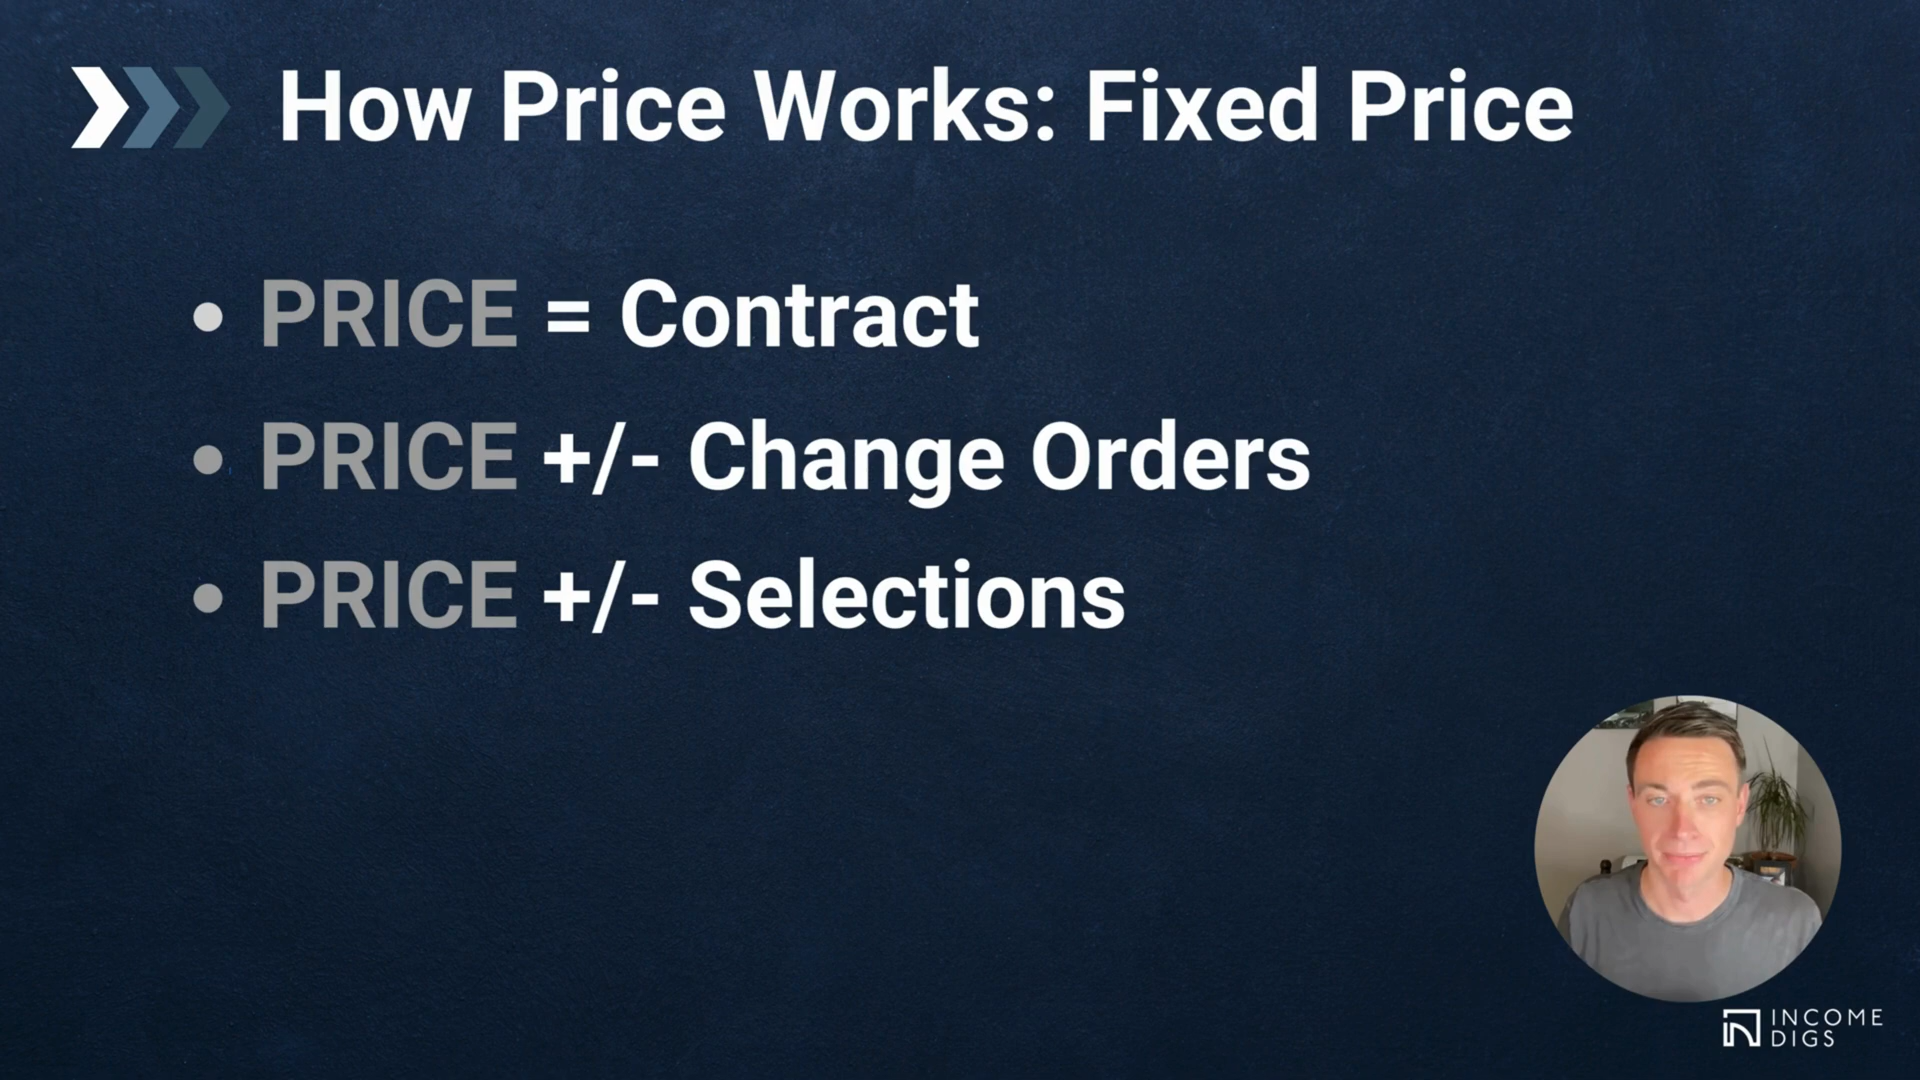 How Price Works: Fixed Price
• PRICE = Contract
• PRICE +/- Change Orders
• PRICE +/- Selections
INCOME
DIGS